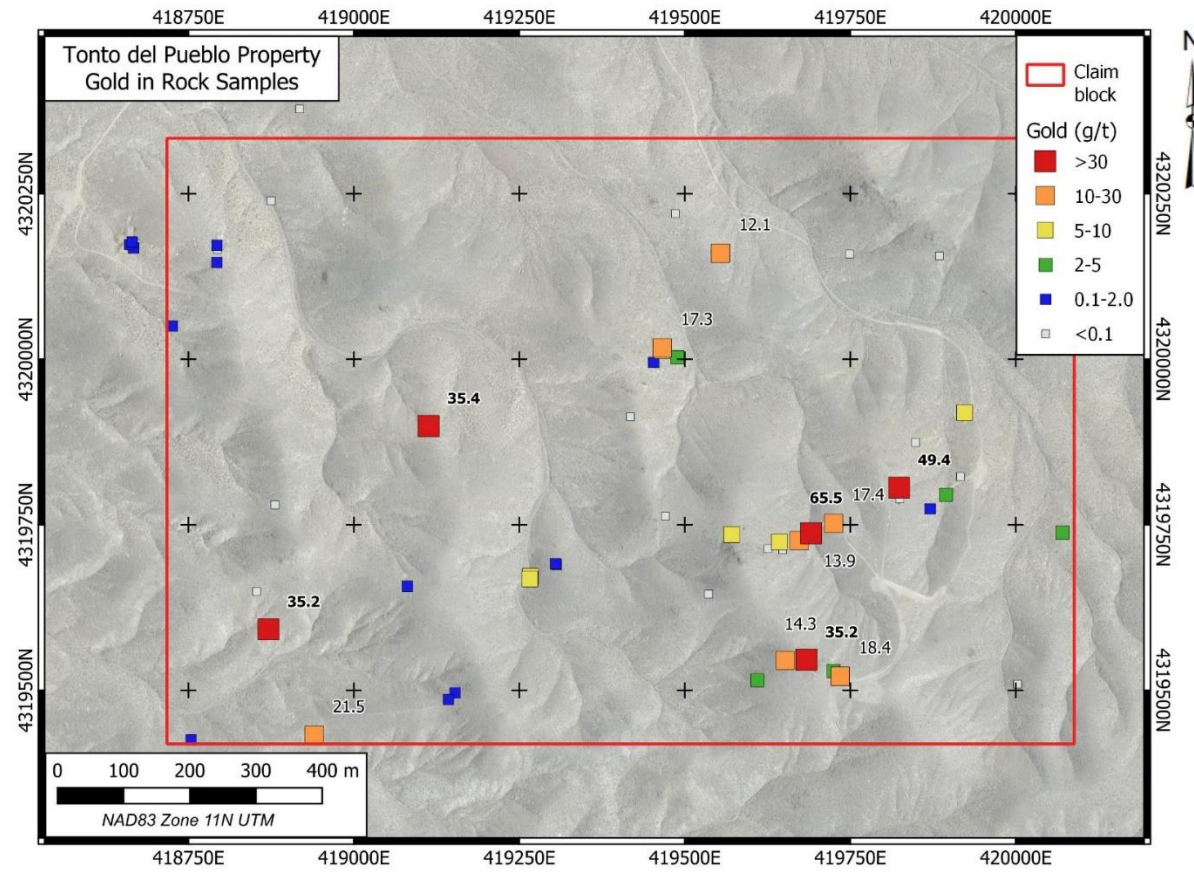 418750E 419000E 419250E 419500E 419750E 420000E
Tonto del Pueblo Property
Gold in Rock Samples
N
Claim
block
Gold (g/t)
>30
10-30
5-10
2-5
0.1-2.0
<0.1
4320250N
4320250N
12.1
17.3
4320000N
4320000N
35.4
49.4
17.4
65.5
4319750N
4319750N
13.9
35.2
14.3
35.2
18.4
4319500N
4319500N
21.5
0 100 200 300 400 m
NAD83 Zone 11N UTM
418750E 419000E 419250E 419500E 419750E 420000E